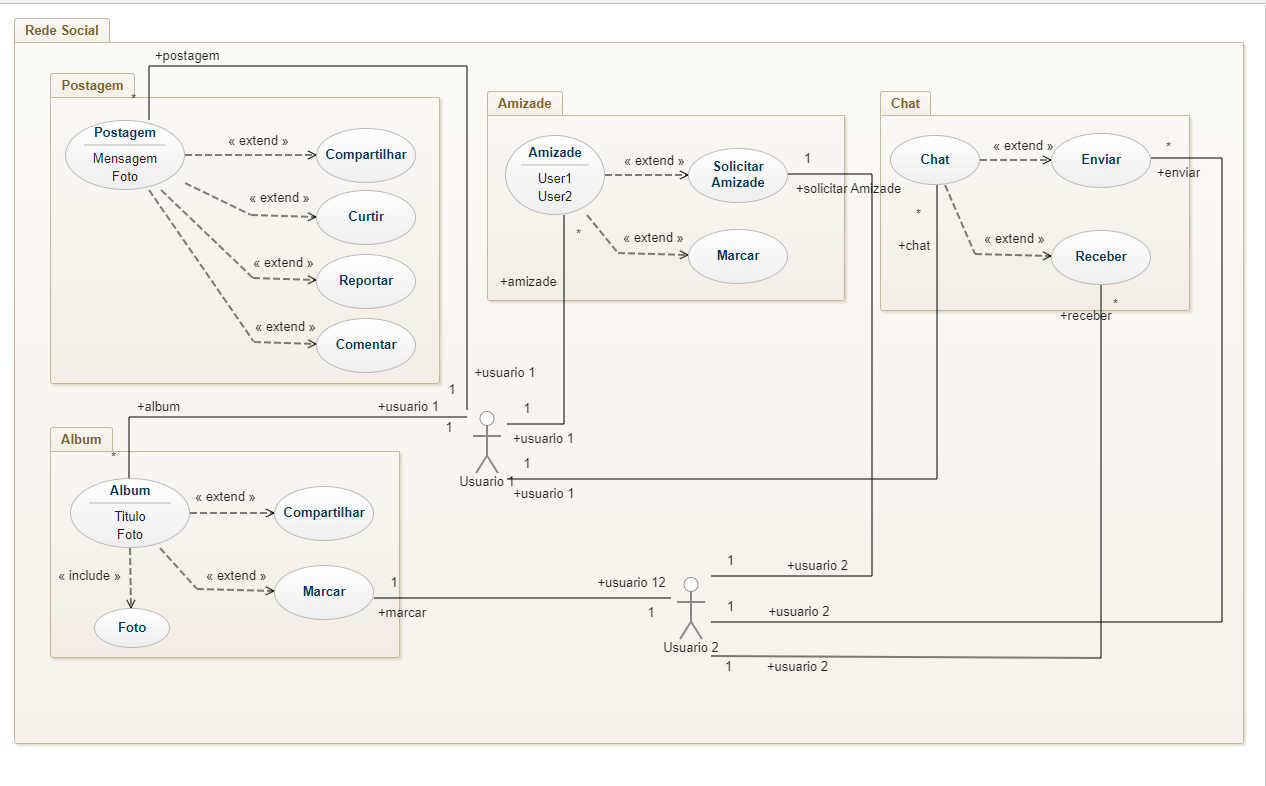 Rede Social
+postagem
*
Postagem
Postagem
Mensagem
Foto
« extend »
Compartilhar
« extend »
Curtir
« extend »
Reportar
« extend »
Comentar
Amizade
Amizade
User1
User2
« extend »
Solicitar
Amizade
1
+solicitar Amizade
*
« extend »
Marcar
+amizade
Chat
Chat
« extend »
Enviar
*
+enviar
*
+chat
« extend »
Receber
*
+receber
+usuario 1
1
+album
+usuario 1
1
1
+usuario 1
1
+usuario 1
Usuario 1
Album
*
Album
Titulo
Foto
« extend »
Compartilhar
« include »
« extend »
Marcar
Foto
1
+marcar
+usuario 12
1
1
+usuario 2
1
+usuario 2
Usuario 2
1
+usuario 2